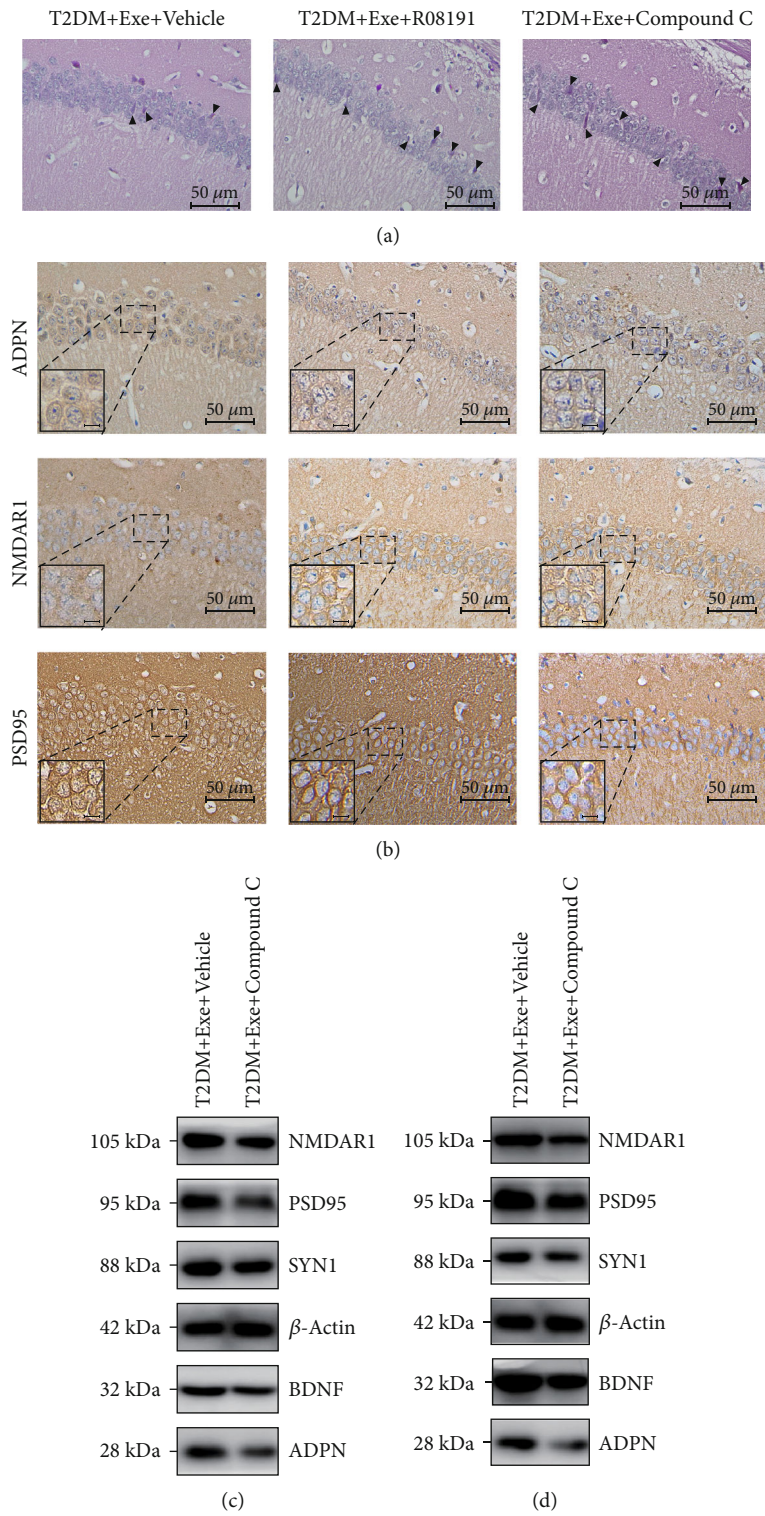 T2DM+Exe+Vehicle
T2DM+Exe+R08191
T2DM+Exe+Compound C
50 μm
50 μm
50 μm
(a)
ADPN
50 μm
50 μm
50 μm
NMDAR1
50 μm
50 μm
50 μm
PSD95
50 μm
50 μm
50 μm
(b)
T2DM+Exe+Vehicle
T2DM+Exe+Compound C
105 kDa
NMDAR1
95 kDa
PSD95
88 kDa
SYN1
42 kDa
β-Actin
32 kDa
BDNF
28 kDa
ADPN
(c)
T2DM+Exe+Vehicle
T2DM+Exe+Compound C
105 kDa
NMDAR1
95 kDa
PSD95
88 kDa
SYN1
42 kDa
β-Actin
32 kDa
BDNF
28 kDa
ADPN
(d)